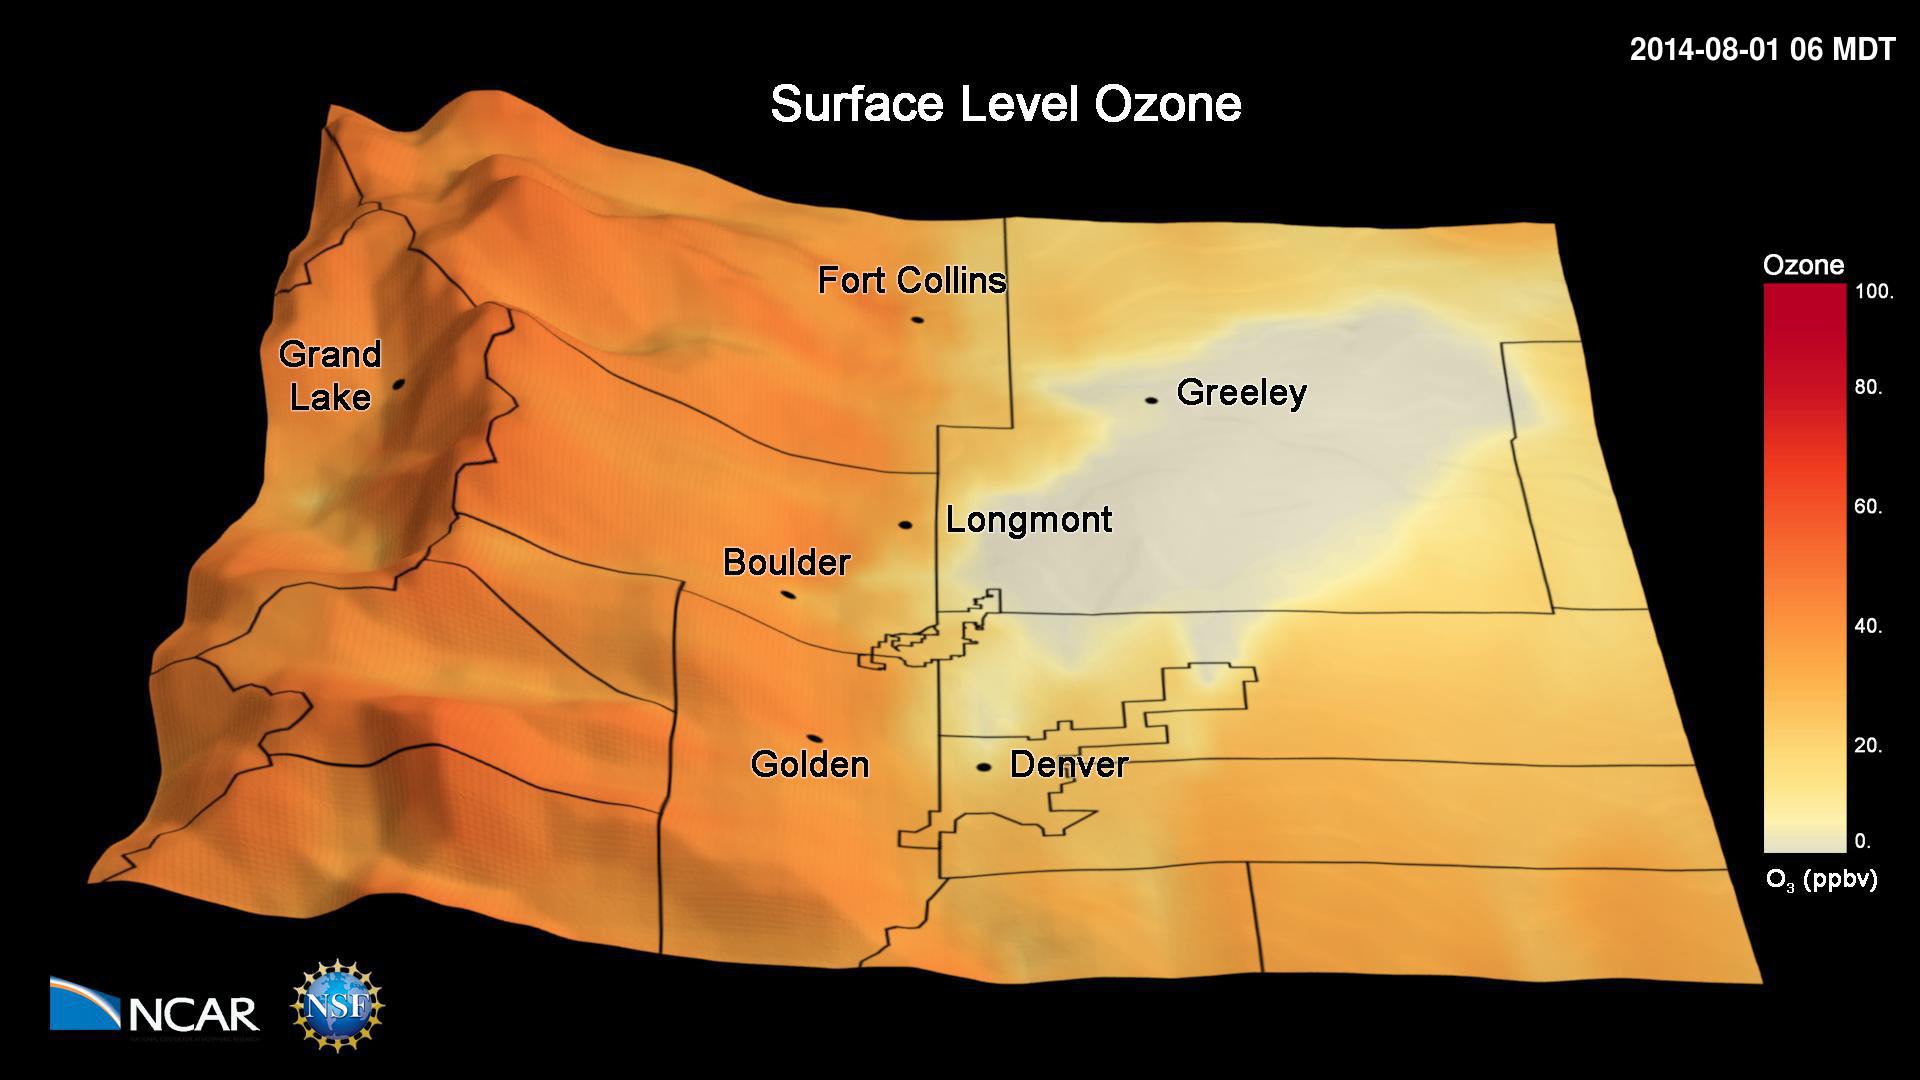 2014-08-01 06 MDT
Surface Level Ozone
Fort Collins
Grand
Lake
Greeley
Longmont
Boulder
Golden
Denver
Ozone
100.
80.
60.
40.
20.
0.
O₃ (ppbv)
NCAR
NATIONAL CENTER FOR ATMOSPHERIC RESEARCH
NSF